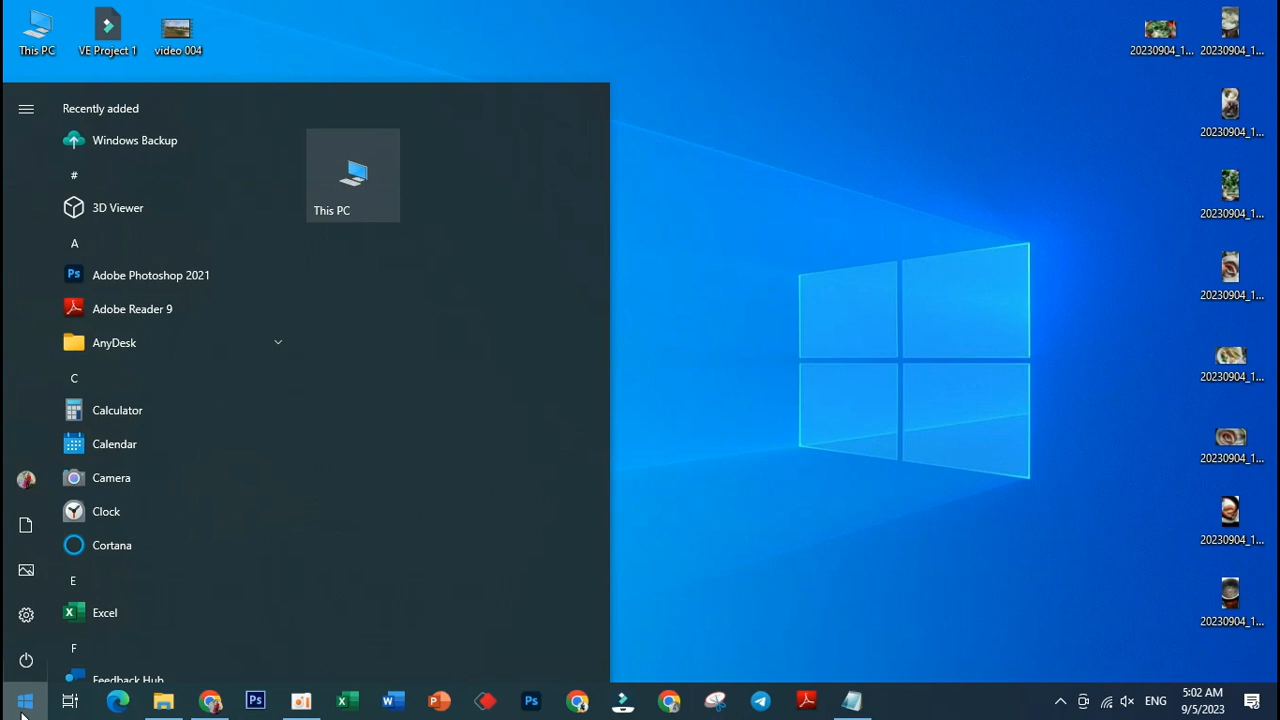 This PC
VE Project 1
video 004
20230904_1...
20230904_1...
20230904_1...
20230904_1...
20230904_1...
20230904_1...
20230904_1...
20230904_1...
20230904_1...
Recently added
Windows Backup
#
3D Viewer
A
Adobe Photoshop 2021
Adobe Reader 9
AnyDesk
C
Calculator
Calendar
Camera
Clock
Cortana
E
Excel
F
Feedback Hub
This PC
ENG
5:02 AM
9/5/2023